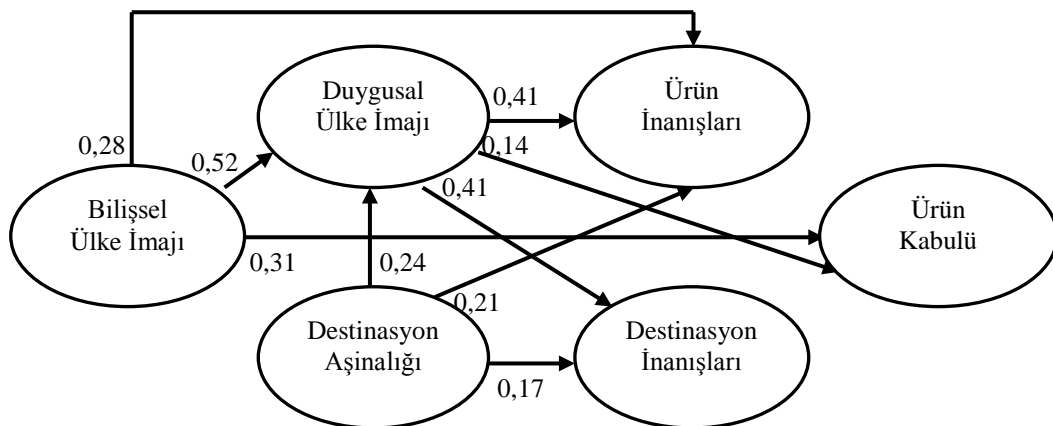 Duygusal
Ülke İmajı
0,41
Ürün
İnanışları
0,28
0,52
0,14
0,41
Bilişsel
Ülke İmajı
Ürün
Kabulü
0,31
0,24
0,21
Destinasyon
Aşinalığı
Destinasyon
İnanışları
0,17